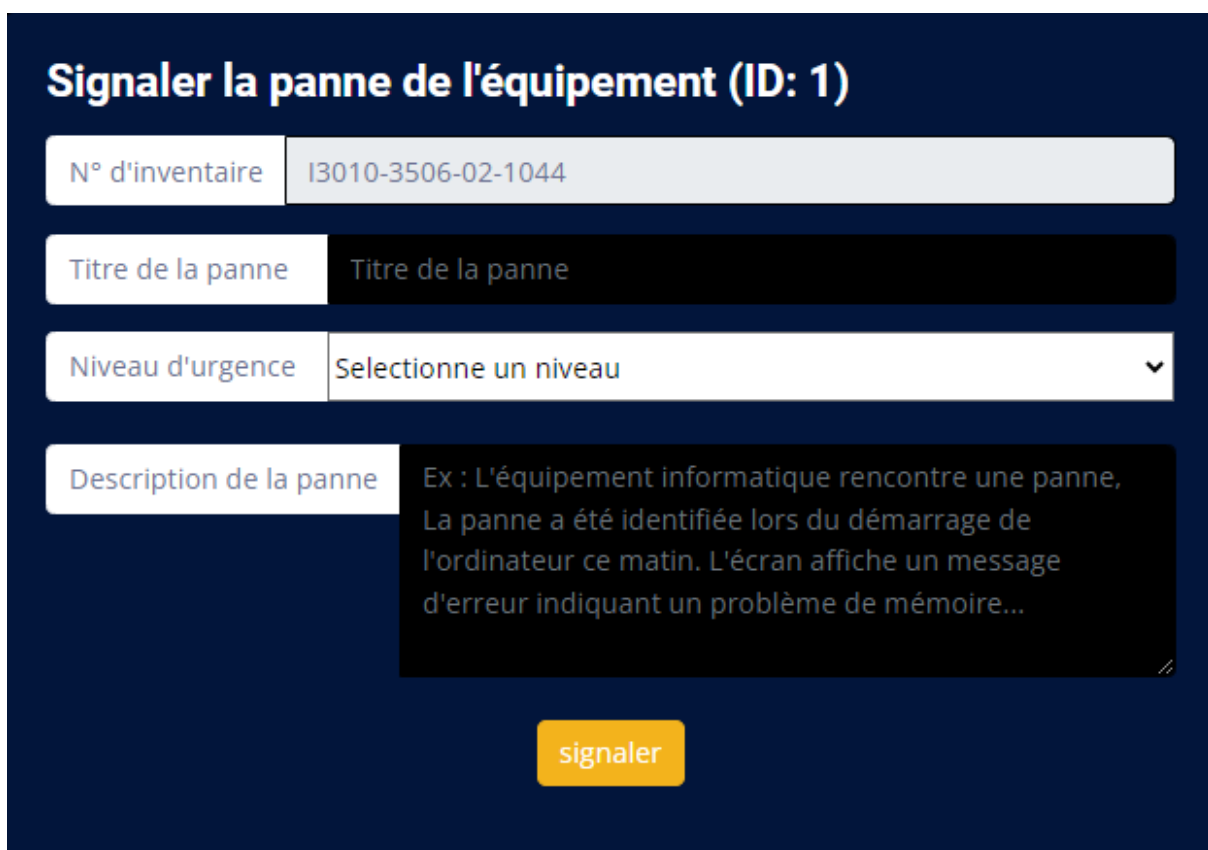 Signaler la panne de l'équipement (ID: 1)
N° d'inventaire I3010-3506-02-1044
Titre de la panne Titre de la panne
Niveau d'urgence Selectionne un niveau
Description de la panne Ex : L'équipement informatique rencontre une panne,
La panne a été identifiée lors du démarrage de
l'ordinateur ce matin. L'écran affiche un message
d'erreur indiquant un problème de mémoire...
signaler